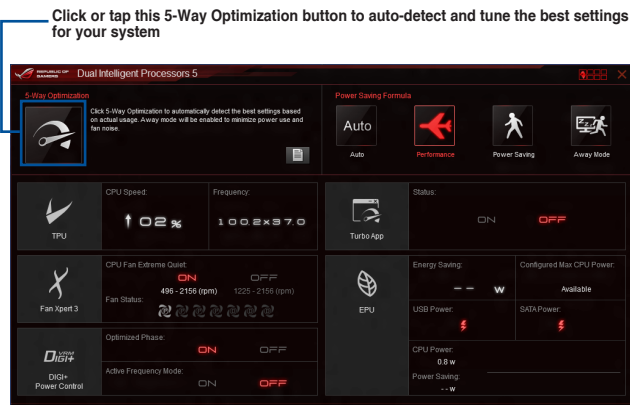 Click or tap this 5-Way Optimization button to auto-detect and tune the best settings
for your system
REPUBLIC OF
GAMERS
Dual Intelligent Processors 5
5-Way Optimization
Click 5-Way Optimization to automatically detect the best settings based
on actual usage. Away mode will be enabled to minimize power use and
fan noise.
Power Saving Formula
Auto
Auto
Performance
Power Saving
Away Mode
TPU
CPU Speed:
02 %
Frequency:
100.2x37.0
Turbo App
Status:
ON OFF
Fan Xpert 3
CPU Fan Extreme Quiet:
ON OFF
496 - 2156 (rpm) 1225 - 2156 (rpm)
Fan Status:
EPU
Energy Saving:
-- w
Configured Max CPU Power:
Available
USB Power:
SATA Power:
CPU Power:
0.8 w
Power Saving:
-- w
DIGI+ VRM
DIGI+
Power Control
Optimized Phase:
ON OFF
Active Frequency Mode:
ON OFF